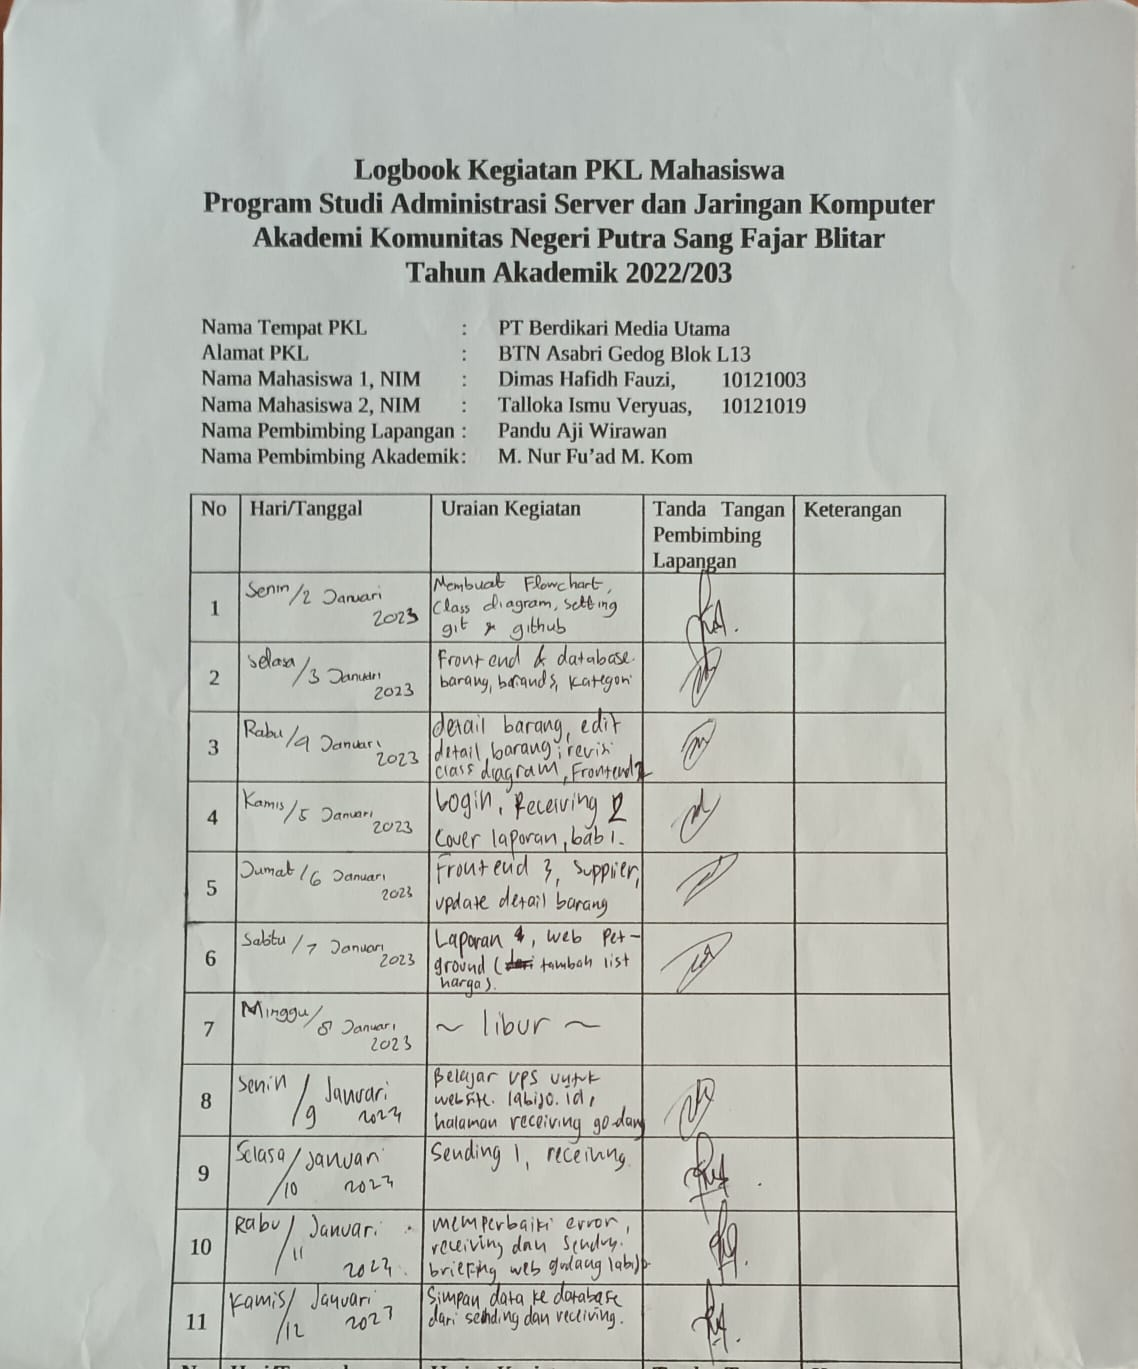 Logbook Kegiatan PKL Mahasiswa
Program Studi Administrasi Server dan Jaringan Komputer
Akademi Komunitas Negeri Putra Sang Fajar Blitar
Tahun Akademik 2022/203
Nama Tempat PKL : PT Berdikari Media Utama
Alamat PKL : BTN Asabri Gedog Blok L13
Nama Mahasiswa 1, NIM : Dimas Hafidh Fauzi, 10121003
Nama Mahasiswa 2, NIM : Talloka Ismu Veryuas, 10121019
Nama Pembimbing Lapangan : Pandu Aji Wirawan
Nama Pembimbing Akademik: M. Nur Fu’ad M. Kom
No Hari/Tanggal Uraian Kegiatan Tanda Tangan Keterangan
Pembimbing
Lapangan
1
Senin/2 Januari
2023
Membuat Flowchart,
Class diagram, setting
git & github
2
Selasa/3 Januari
2023
Frontend & database
barang, brands, kategori
3
Rabu/4 Januari
2023
detail barang, edit
detail barang, revisi
class diagram, Frontend2
4
Kamis/5 Januari
2023
Login, Receiving 2
Cover laporan, bab 1.
5
Jumat/6 Januari
2023
Frontend 3, Supplier,
update detail barang
6
Sabtu/7 Januari
2023
Laporan, web Pet-
ground ( tambah list
harga).
7
Minggu/8 Januari
2023
~ libur ~
8
Senin/9 Januari
2023
Belajar VPS untuk
website. labijo.id,
halaman receiving
9
Selasa/10 Januari
2023
Sending 1, receiving
10
Rabu/11 Januari
2023
memperbaiki error,
receiving dan sending.
briefing web gudang
11
Kamis/12 Januari
2023
Simpan data ke database
dari sending dan receiving.